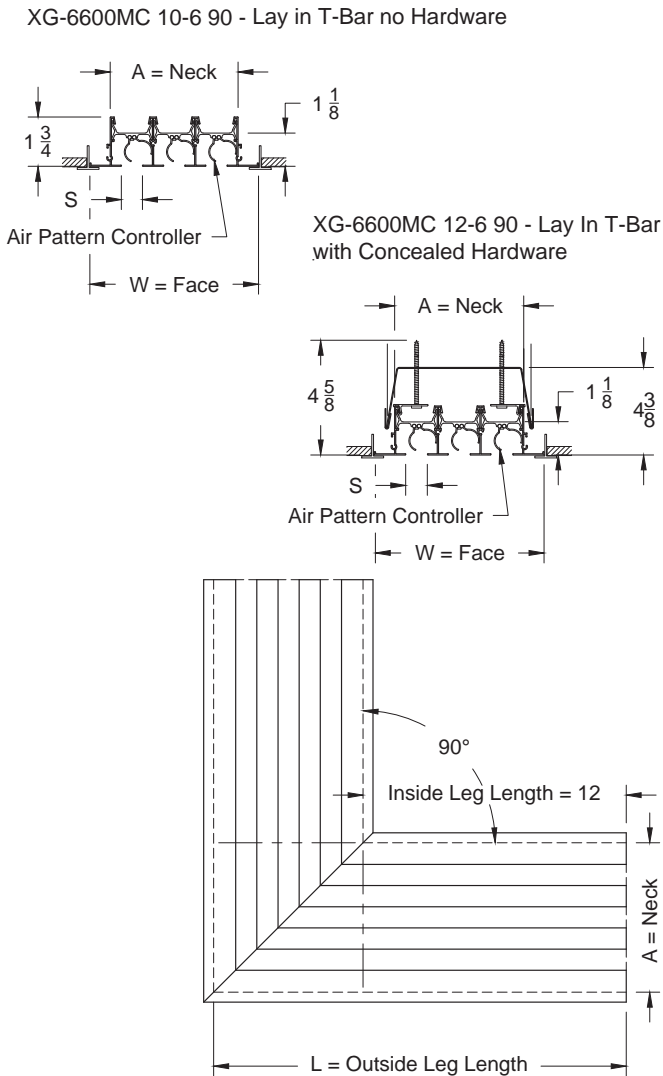 XG-6600MC 10-6 90 - Lay in T-Bar no Hardware
A = Neck
1 1/8
1 3/4
S
Air Pattern Controller
W = Face
XG-6600MC 12-6 90 - Lay In T-Bar
with Concealed Hardware
A = Neck
4 5/8
1 1/8
4 3/8
S
Air Pattern Controller
W = Face
90°
Inside Leg Length = 12
A = Neck
L = Outside Leg Length